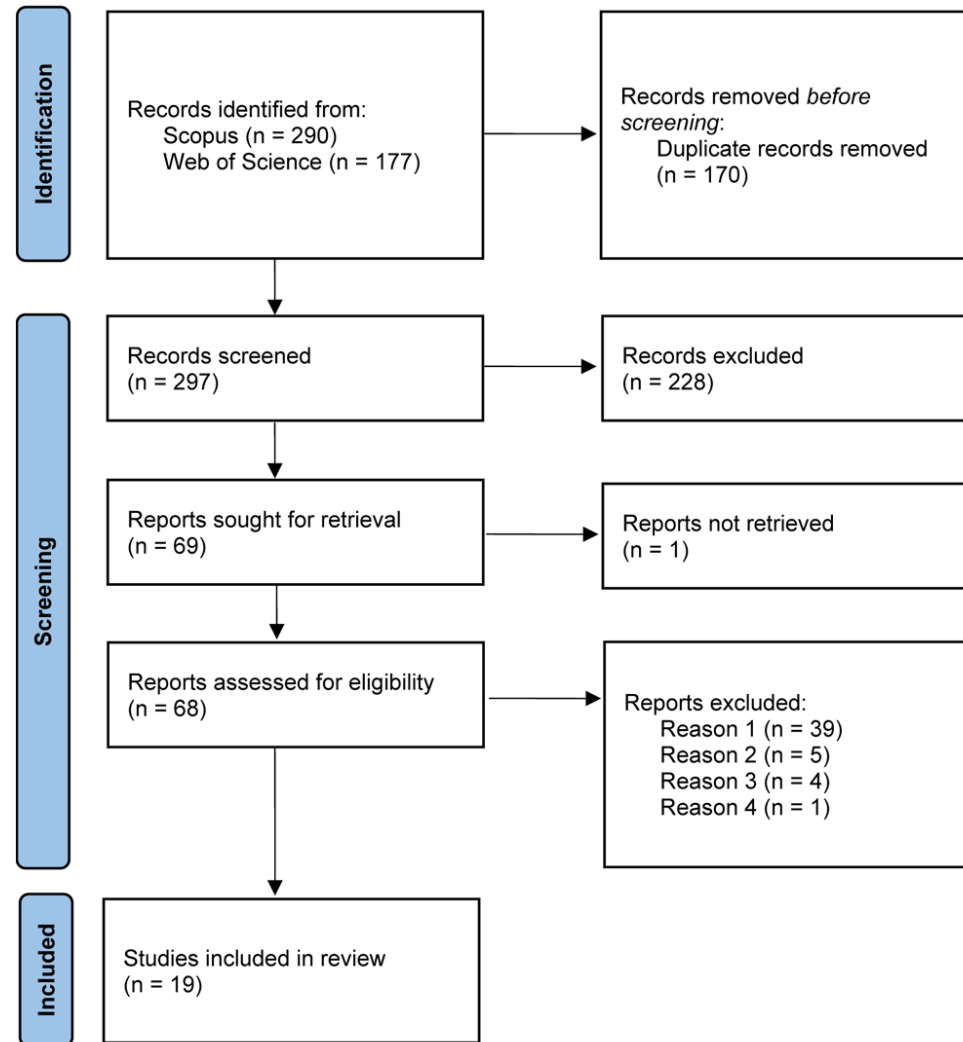 Identification
Records identified from:
Scopus (n = 290)
Web of Science (n = 177)
Records removed before
screening:
Duplicate records removed
(n = 170)
Screening
Records screened
(n = 297)
Records excluded
(n = 228)
Reports sought for retrieval
(n = 69)
Reports not retrieved
(n = 1)
Reports assessed for eligibility
(n = 68)
Reports excluded:
Reason 1 (n = 39)
Reason 2 (n = 5)
Reason 3 (n = 4)
Reason 4 (n = 1)
Included
Studies included in review
(n = 19)